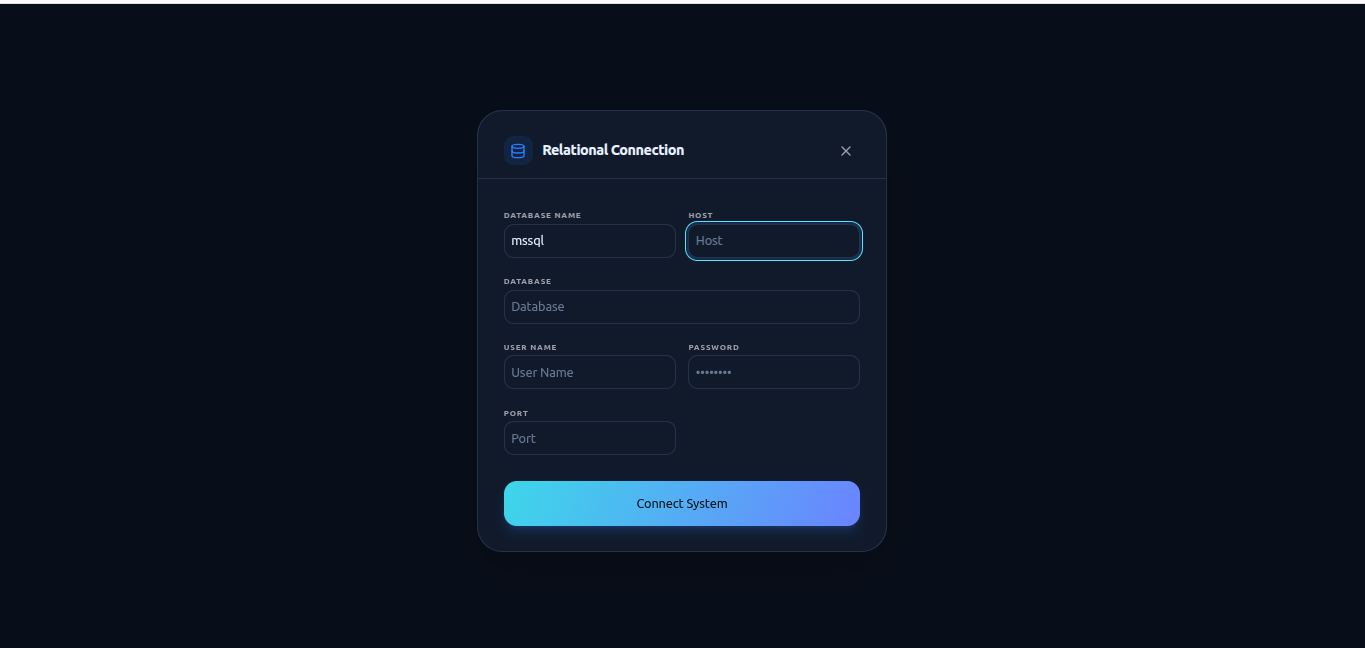 Relational Connection
DATABASE NAME
HOST
mssql
Host
DATABASE
Database
USER NAME
PASSWORD
User Name
••••••••
PORT
Port
Connect System